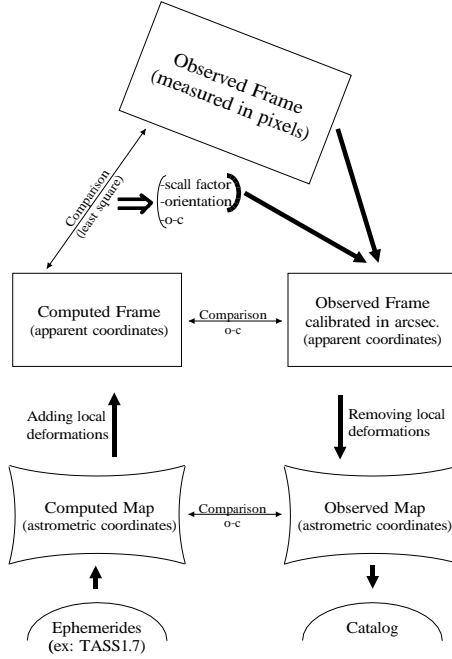 Observed Frame
(measured in pixels)
Comparison
(least square)
-scall factor
-orientation
-o-c
Computed Frame
(apparent coordinates)
Comparison
o-c
Observed Frame
calibrated in arcsec.
(apparent coordinates)
Adding local
deformations
Removing local
deformations
Computed Map
(astrometric coordinates)
Comparison
o-c
Observed Map
(astrometric coordinates)
Ephemerides
(ex: TASS1.7)
Catalog